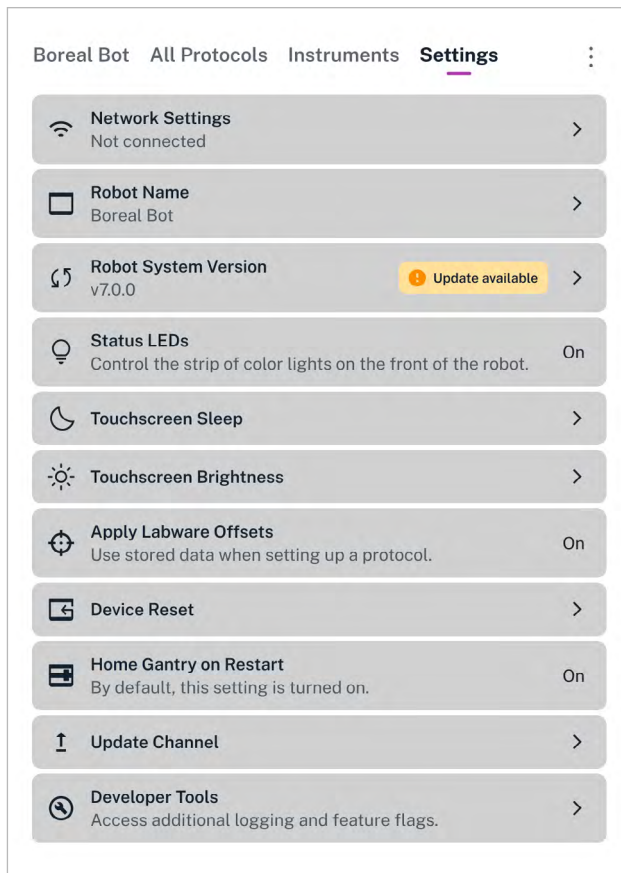 Boreal Bot All Protocols Instruments Settings
Network Settings
Not connected
Robot Name
Boreal Bot
Robot System Version
v7.0.0
Update available
Status LEDs
Control the strip of color lights on the front of the robot.
On
Touchscreen Sleep
Touchscreen Brightness
Apply Labware Offsets
Use stored data when setting up a protocol.
On
Device Reset
Home Gantry on Restart
By default, this setting is turned on.
On
Update Channel
Developer Tools
Access additional logging and feature flags.